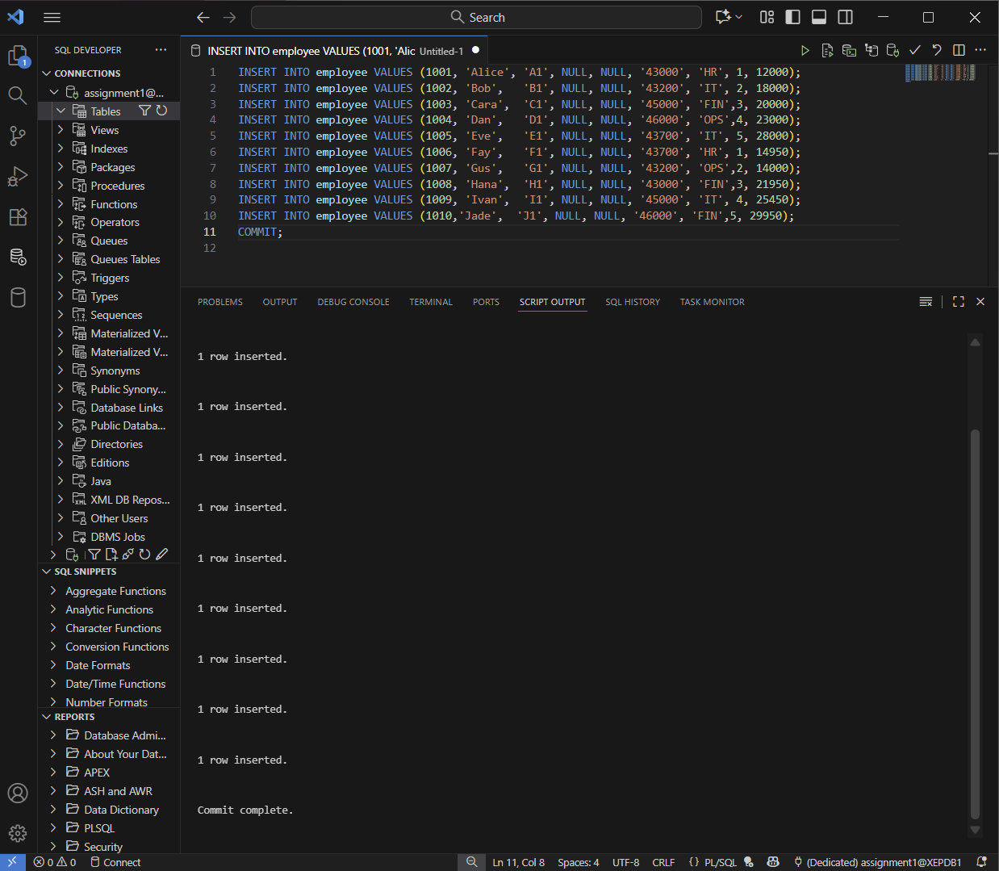 Search
SQL DEVELOPER
CONNECTIONS
assignment1@...
Tables
Views
Indexes
Packages
Procedures
Functions
Operators
Queues
Queues Tables
Triggers
Types
Sequences
Materialized V...
Materialized V...
Synonyms
Public Synony...
Database Links
Public Databa...
Directories
Editions
Java
XML DB Repos...
Other Users
DBMS Jobs
SQL SNIPPETS
Aggregate Functions
Analytic Functions
Character Functions
Conversion Functions
Date Formats
Date/Time Functions
Number Formats
REPORTS
Database Admi...
About Your Dat...
APEX
ASH and AWR
Data Dictionary
PLSQL
Security
INSERT INTO employee VALUES (1001, 'Alic Untitled-1
1 INSERT INTO employee VALUES (1001, 'Alice', 'A1', NULL, NULL, '43000', 'HR', 1, 12000);
2 INSERT INTO employee VALUES (1002, 'Bob', 'B1', NULL, NULL, '43200', 'IT', 2, 18000);
3 INSERT INTO employee VALUES (1003, 'Cara', 'C1', NULL, NULL, '45000', 'FIN',3, 20000);
4 INSERT INTO employee VALUES (1004, 'Dan', 'D1', NULL, NULL, '46000', 'OPS',4, 23000);
5 INSERT INTO employee VALUES (1005, 'Eve', 'E1', NULL, NULL, '43700', 'IT', 5, 28000);
6 INSERT INTO employee VALUES (1006, 'Fay', 'F1', NULL, NULL, '43700', 'HR', 1, 14950);
7 INSERT INTO employee VALUES (1007, 'Gus', 'G1', NULL, NULL, '43200', 'OPS',2, 14000);
8 INSERT INTO employee VALUES (1008, 'Hana', 'H1', NULL, NULL, '43000', 'FIN',3, 21950);
9 INSERT INTO employee VALUES (1009, 'Ivan', 'I1', NULL, NULL, '45000', 'IT', 4, 25450);
10 INSERT INTO employee VALUES (1010,'Jade', 'J1', NULL, NULL, '46000', 'FIN',5, 29950);
11 COMMIT;
12
PROBLEMS OUTPUT DEBUG CONSOLE TERMINAL PORTS SCRIPT OUTPUT SQL HISTORY TASK MONITOR
1 row inserted.
1 row inserted.
1 row inserted.
1 row inserted.
1 row inserted.
1 row inserted.
1 row inserted.
1 row inserted.
1 row inserted.
Commit complete.
1
0 0 Connect Ln 11, Col 8 Spaces: 4 UTF-8 CRLF {} PL/SQL (Dedicated) assignment1@XEPDB1